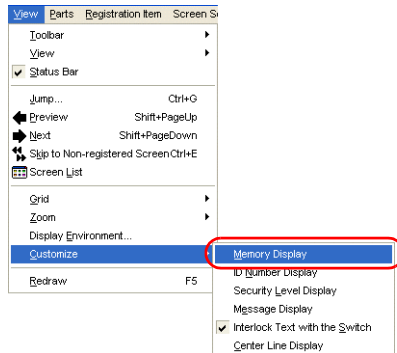 View Parts Registration Item Screen S
Toolbar
View
Status Bar
Jump... Ctrl+G
Preview Shift+PageUp
Next Shift+PageDown
Skip to Non-registered Screen Ctrl+E
Screen List
Grid
Zoom
Display Environment...
Customize
Memory Display
ID Number Display
Redraw F5
Security Level Display
Message Display
Interlock Text with the Switch
Center Line Display